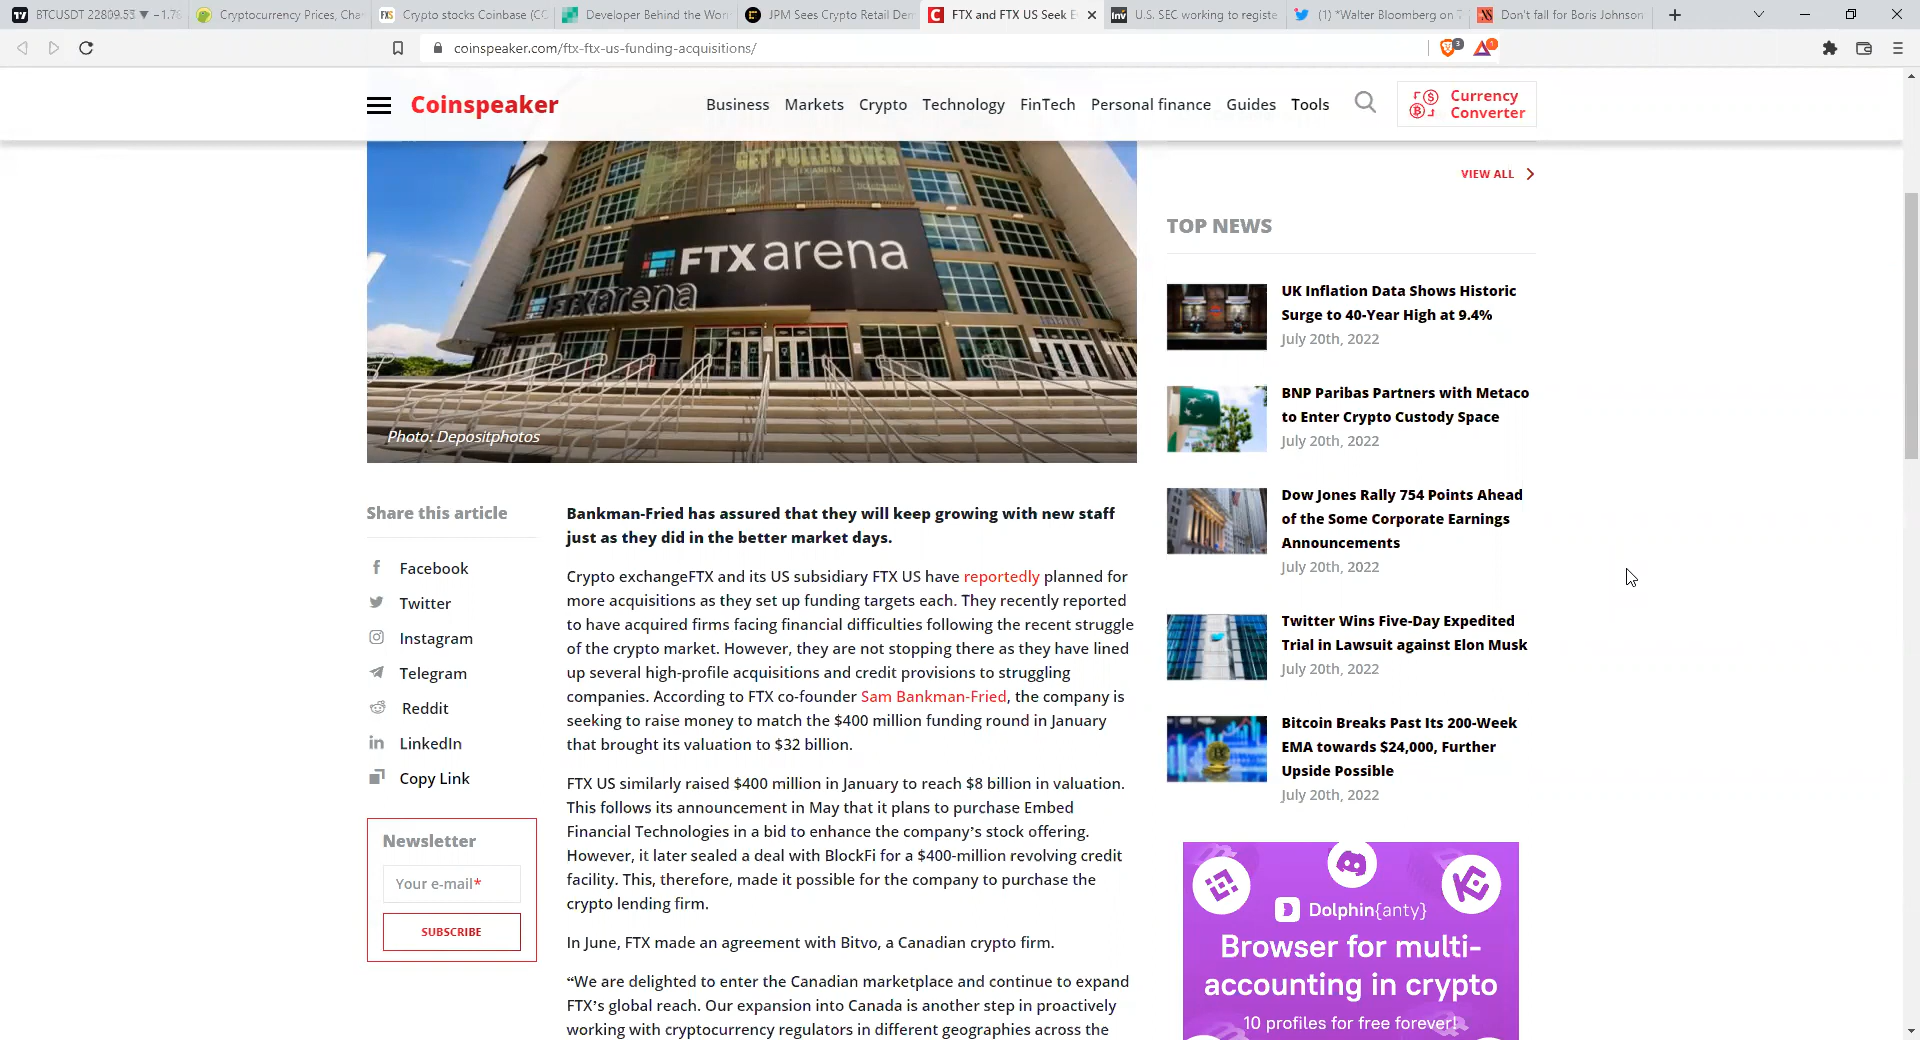 BTCUSDT 22809.53 ▼ −1.76
Cryptocurrency Prices, Cha
Crypto stocks Coinbase (CO
Developer Behind the Worl
JPM Sees Crypto Retail Dem
FTX and FTX US Seek E
U.S. SEC working to registe
(1) *Walter Bloomberg on T
Don't fall for Boris Johnson
coinspeaker.com/ftx-ftx-us-funding-acquisitions/
3
1
Coinspeaker
Business
Markets
Crypto
Technology
FinTech
Personal finance
Guides
Tools
Currency
Converter
GET PULLED OVER
FTX ARENA
FTX arena
FTX arena
Photo: Depositphotos
Share this article
Facebook
Twitter
Instagram
Telegram
Reddit
LinkedIn
Copy Link
Newsletter
Your e-mail*
SUBSCRIBE
Bankman-Fried has assured that they will keep growing with new staff
just as they did in the better market days.
Crypto exchangeFTX and its US subsidiary FTX US have reportedly planned for
more acquisitions as they set up funding targets each. They recently reported
to have acquired firms facing financial difficulties following the recent struggle
of the crypto market. However, they are not stopping there as they have lined
up several high-profile acquisitions and credit provisions to struggling
companies. According to FTX co-founder Sam Bankman-Fried, the company is
seeking to raise money to match the $400 million funding round in January
that brought its valuation to $32 billion.
FTX US similarly raised $400 million in January to reach $8 billion in valuation.
This follows its announcement in May that it plans to purchase Embed
Financial Technologies in a bid to enhance the company’s stock offering.
However, it later sealed a deal with BlockFi for a $400-million revolving credit
facility. This, therefore, made it possible for the company to purchase the
crypto lending firm.
In June, FTX made an agreement with Bitvo, a Canadian crypto firm.
“We are delighted to enter the Canadian marketplace and continue to expand
FTX’s global reach. Our expansion into Canada is another step in proactively
working with cryptocurrency regulators in different geographies across the
VIEW ALL
TOP NEWS
UK Inflation Data Shows Historic
Surge to 40-Year High at 9.4%
July 20th, 2022
BNP Paribas Partners with Metaco
to Enter Crypto Custody Space
July 20th, 2022
Dow Jones Rally 754 Points Ahead
of the Some Corporate Earnings
Announcements
July 20th, 2022
Twitter Wins Five-Day Expedited
Trial in Lawsuit against Elon Musk
July 20th, 2022
Bitcoin Breaks Past Its 200-Week
EMA towards $24,000, Further
Upside Possible
July 20th, 2022
Dolphin{anty}
Browser for multi-
accounting in crypto
10 profiles for free forever!